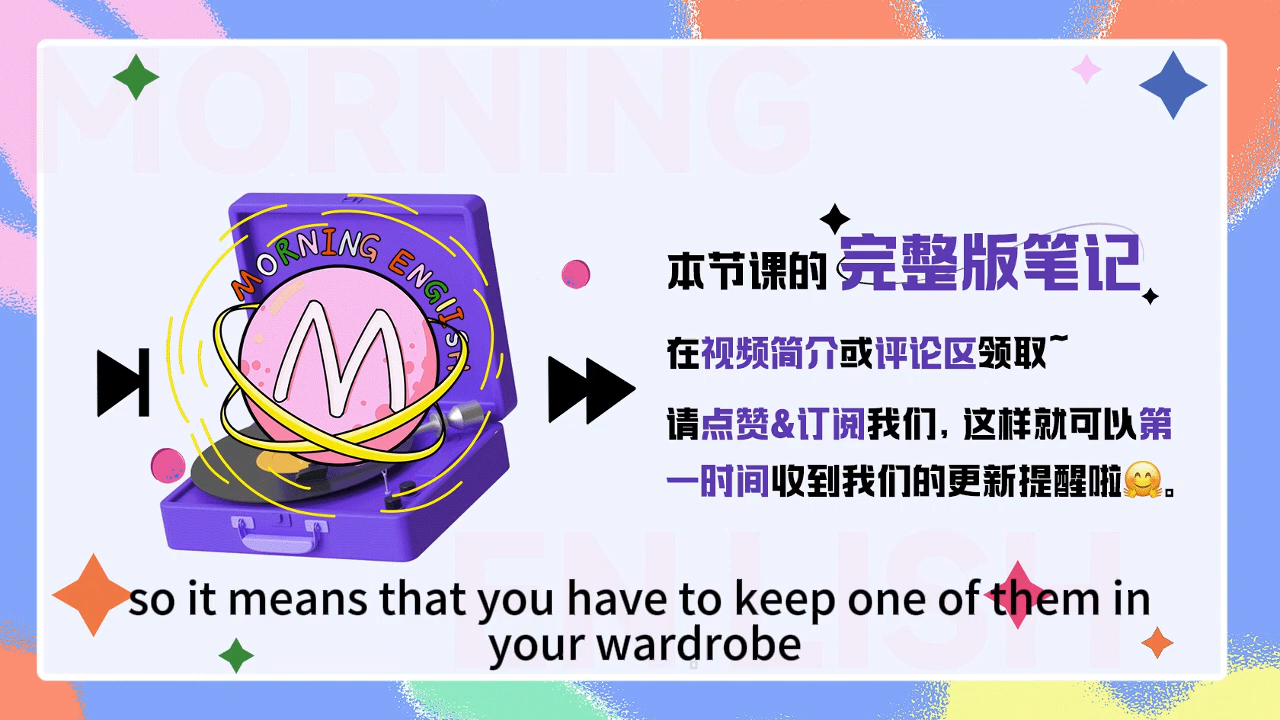 MORNING
MORNING ENGlISH
M
本节课的 完整版笔记
在视频简介或评论区领取~
请点赞&订阅我们，这样就可以第
一时间收到我们的更新提醒啦🤗。
ENGLISH
so it means that you have to keep one of them in
your wardrobe